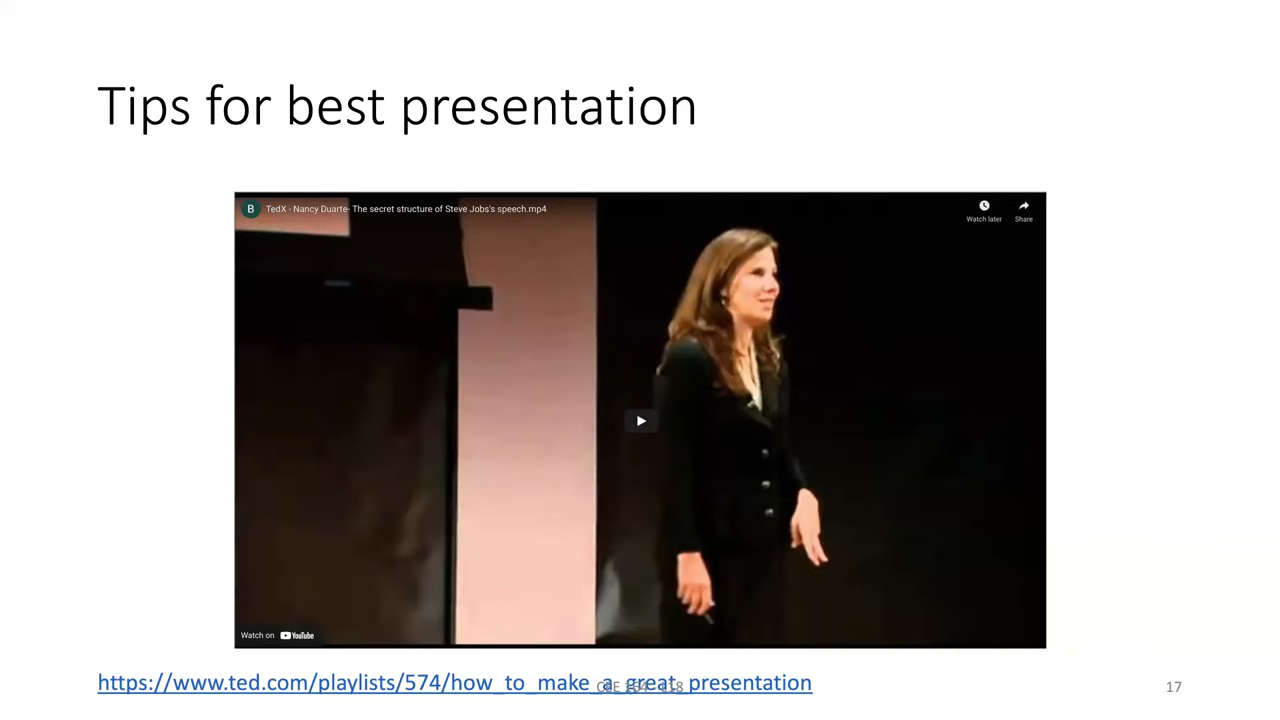 Tips for best presentation
B
TedX - Nancy Duarte- The secret structure of Steve Jobs's speech.mp4
Watch later
Share
Watch on YouTube
https://www.ted.com/playlists/574/how_to_make_a_great_presentation
17